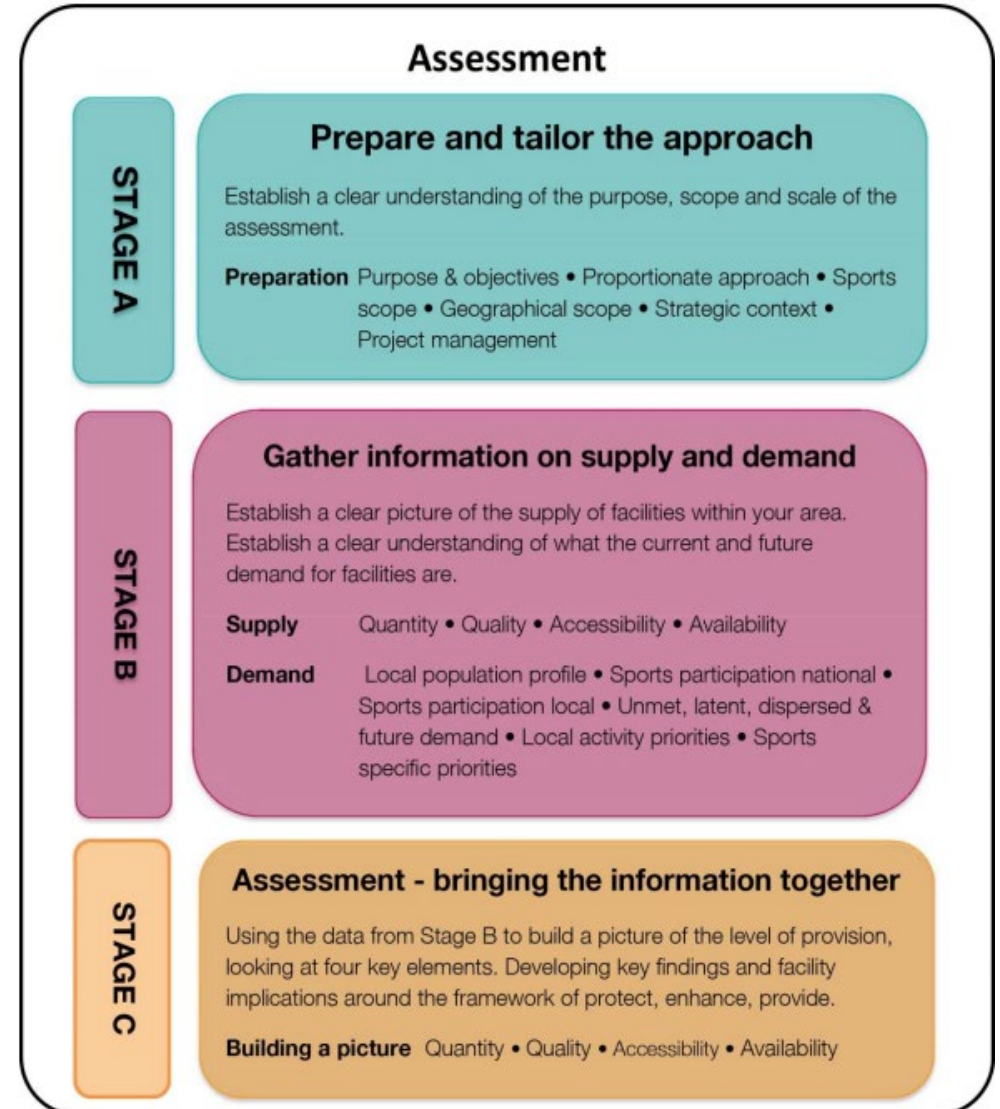 Assessment
STAGE A
Prepare and tailor the approach
Establish a clear understanding of the purpose, scope and scale of the
assessment.
Preparation Purpose & objectives • Proportionate approach • Sports
scope • Geographical scope • Strategic context •
Project management
STAGE B
Gather information on supply and demand
Establish a clear picture of the supply of facilities within your area.
Establish a clear understanding of what the current and future
demand for facilities are.
Supply Quantity • Quality • Accessibility • Availability
Demand Local population profile • Sports participation national •
Sports participation local • Unmet, latent, dispersed &
future demand • Local activity priorities • Sports
specific priorities
STAGE C
Assessment - bringing the information together
Using the data from Stage B to build a picture of the level of provision,
looking at four key elements. Developing key findings and facility
implications around the framework of protect, enhance, provide.
Building a picture Quantity • Quality • Accessibility • Availability